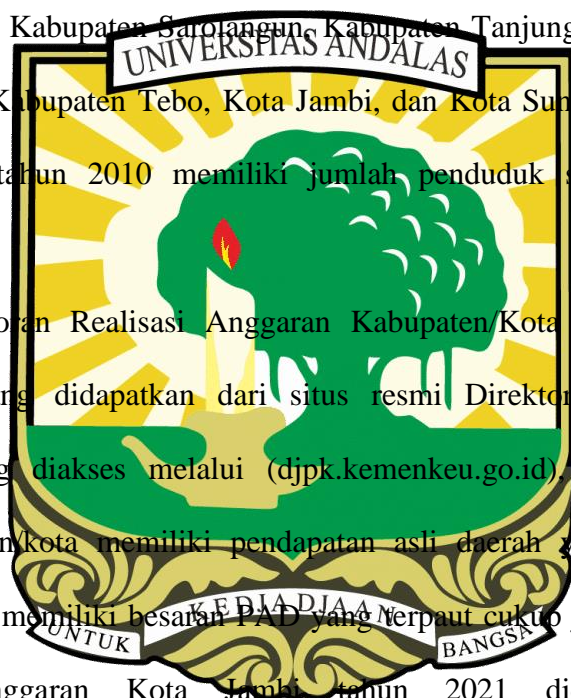 Kabupaten Sarolangun, Kabupaten Tanjung
UNIVERSITAS ANDALAS
Kabupaten Tebo, Kota Jambi, dan Kota Sun
tahun 2010 memiliki jumlah penduduk s
oran Realisasi Anggaran Kabupaten/Kota
ng didapatkan dari situs resmi Direktor
g diakses melalui (djpk.kemenkeu.go.id),
n/kota memiliki pendapatan asli daerah y
memiliki besaran PAD yang terpaut cukup
UNTUK KEDJADJAAN BANGSA
nggaran Kota Jambi tahun 2021 di